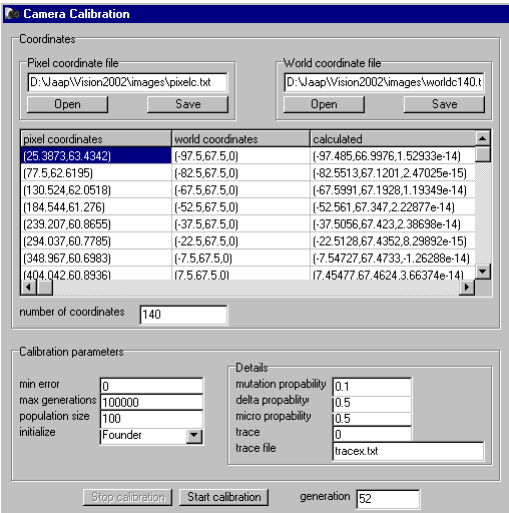 Camera Calibration
Coordinates
Pixel coordinate file
World coordinate file
D:\Jaap\Vision2002\images\pixelc.txt
D:\Jaap\Vision2002\images\worldc140.t
Open Save Open Save
pixel coordinates world coordinates calculated
(25.3873,63.4342) (-97.5,67.5,0) (-97.485,66.9976,1.52933e-14)
(77.5,62.6195) (-82.5,67.5,0) (-82.5513,67.1201,2.47025e-15)
(130.524,62.0518) (-67.5,67.5,0) (-67.5991,67.1928,1.19349e-14)
(184.544,61.276) (-52.5,67.5,0) (-52.561,67.347,2.22877e-14)
(239.207,60.8655) (-37.5,67.5,0) (-37.5056,67.423,2.38698e-14)
(294.037,60.7785) (-22.5,67.5,0) (-22.5128,67.4352,8.29892e-15)
(348.967,60.6983) (-7.5,67.5,0) (-7.54727,67.4733,-1.26288e-14)
(404.042,60.8936) (7.5,67.5,0) (7.45477,67.4624,3.66374e-14)
number of coordinates 140
Calibration parameters
min error 0
max generations 100000
population size 100
initialize Founder
Details
mutation propability 0.1
delta propablity 0.5
micro propability 0.5
trace 0
trace file tracex.txt
Stop calibration Start calibration generation 52